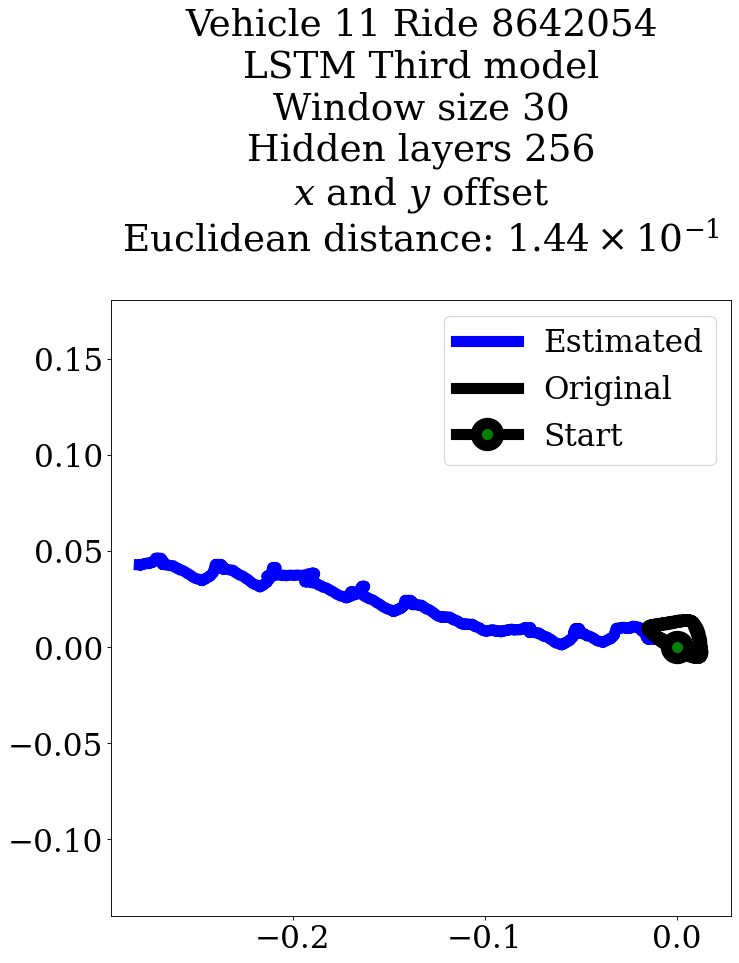 Vehicle 11 Ride 8642054
LSTM Third model
Window size 30
Hidden layers 256
x and y offset
Euclidean distance: 1.44 × 10⁻¹
Estimated
Original
Start
0.15
0.10
0.05
0.00
−0.05
−0.10
−0.2
−0.1
0.0